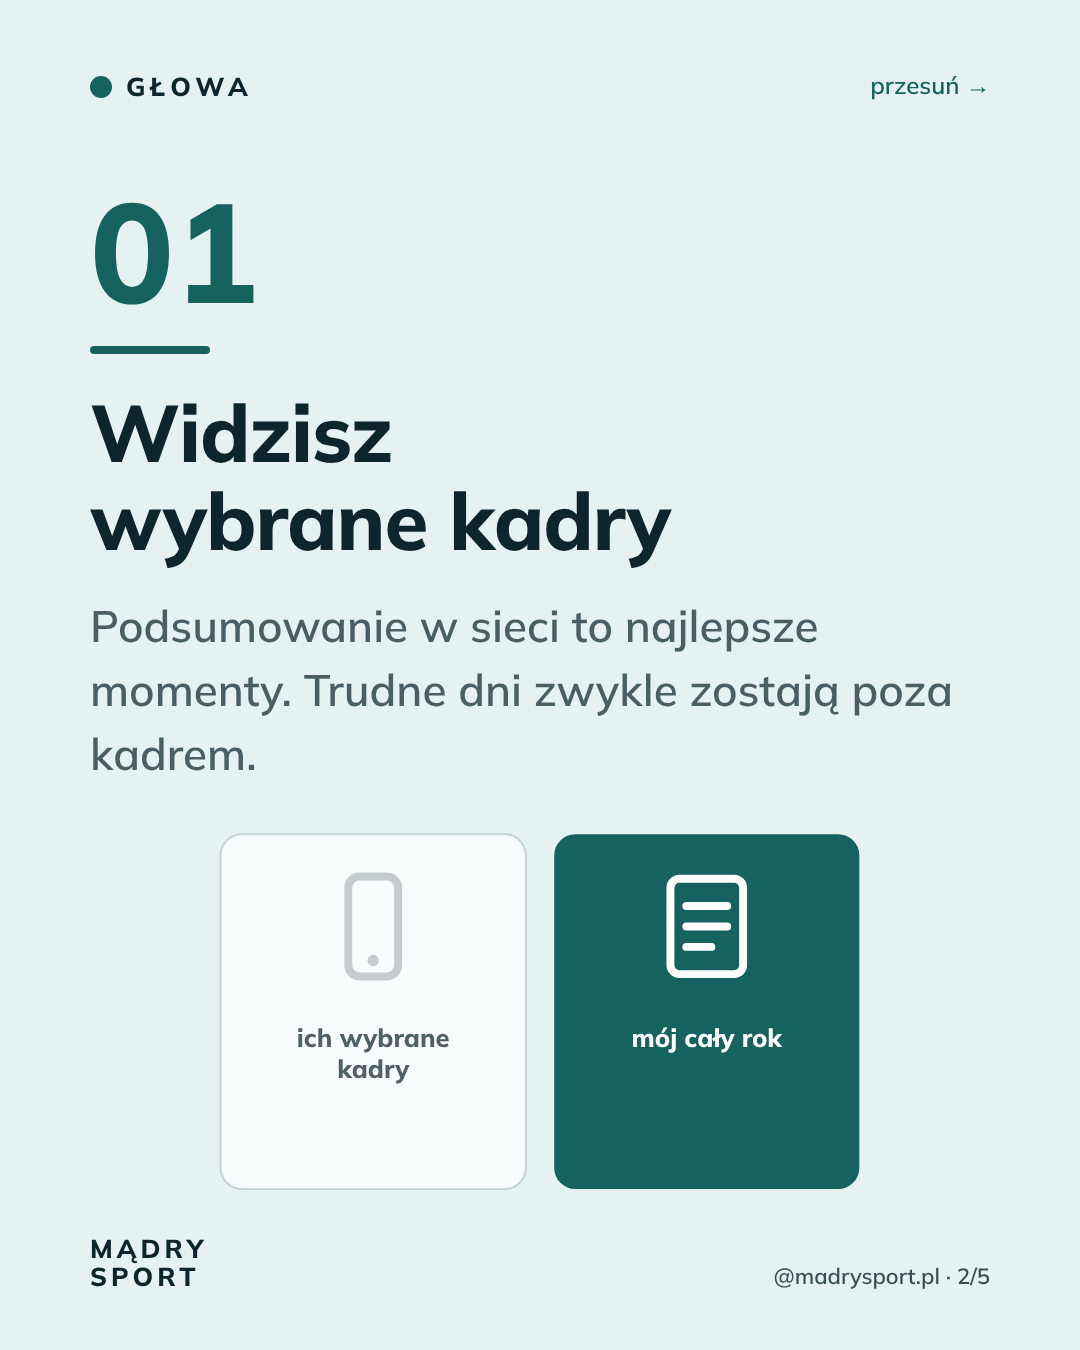 GŁOWA
przesuń →
01
Widzisz
wybrane kadry
Podsumowanie w sieci to najlepsze
momenty. Trudne dni zwykle zostają poza
kadrem.
ich wybrane
kadry
mój cały rok
MĄDRY
SPORT
@madrysport.pl · 2/5